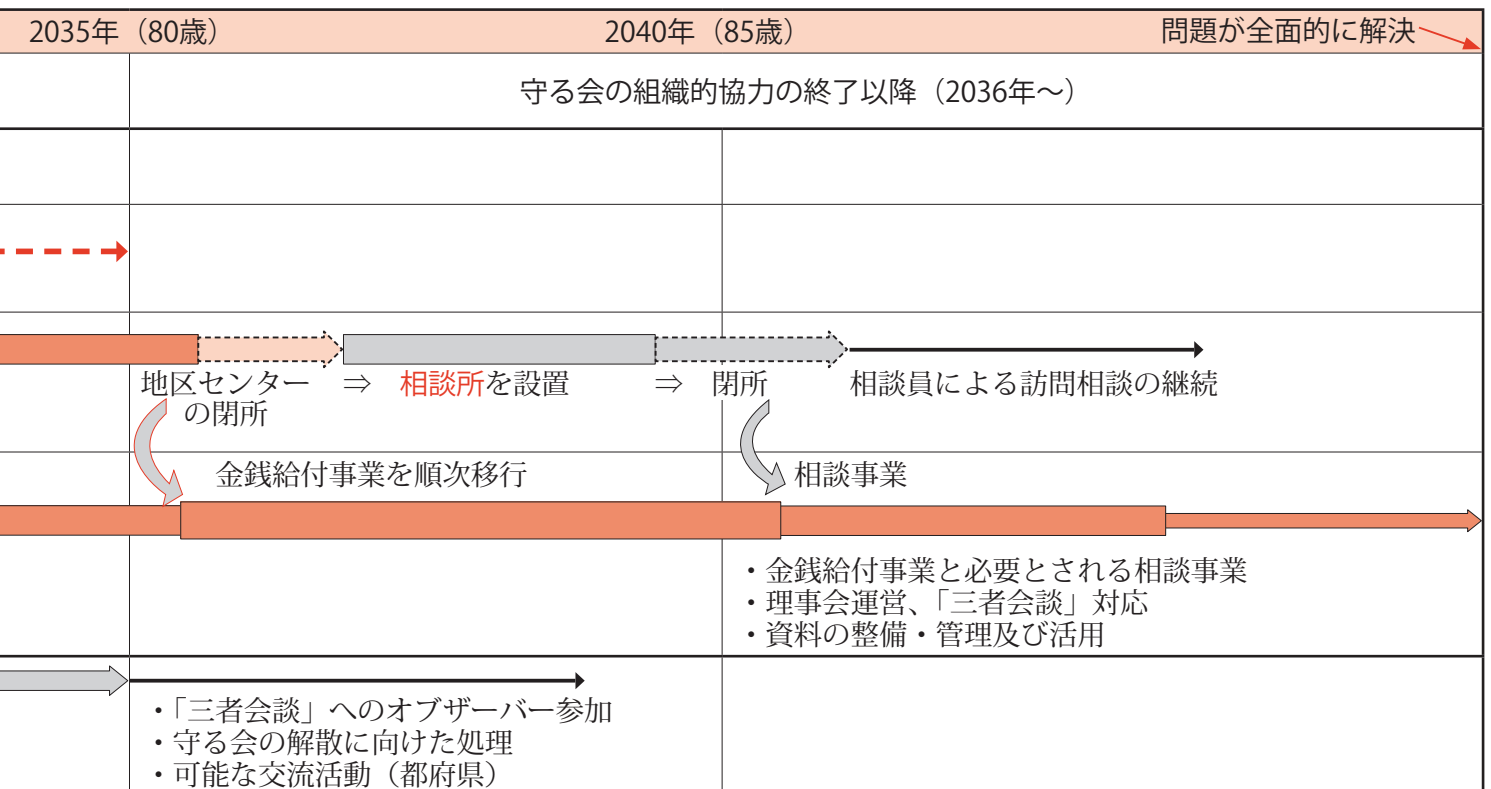 2035年（80歳）
2040年（85歳）
問題が全面的に解決
守る会の組織的協力の終了以降（2036年～）
地区センター
の閉所
⇒
相談所を設置
⇒
閉所
相談員による訪問相談の継続
金銭給付事業を順次移行
相談事業
・金銭給付事業と必要とされる相談事業
・理事会運営、「三者会談」対応
・資料の整備・管理及び活用
・「三者会談」へのオブザーバー参加
・守る会の解散に向けた処理
・可能な交流活動（都府県）